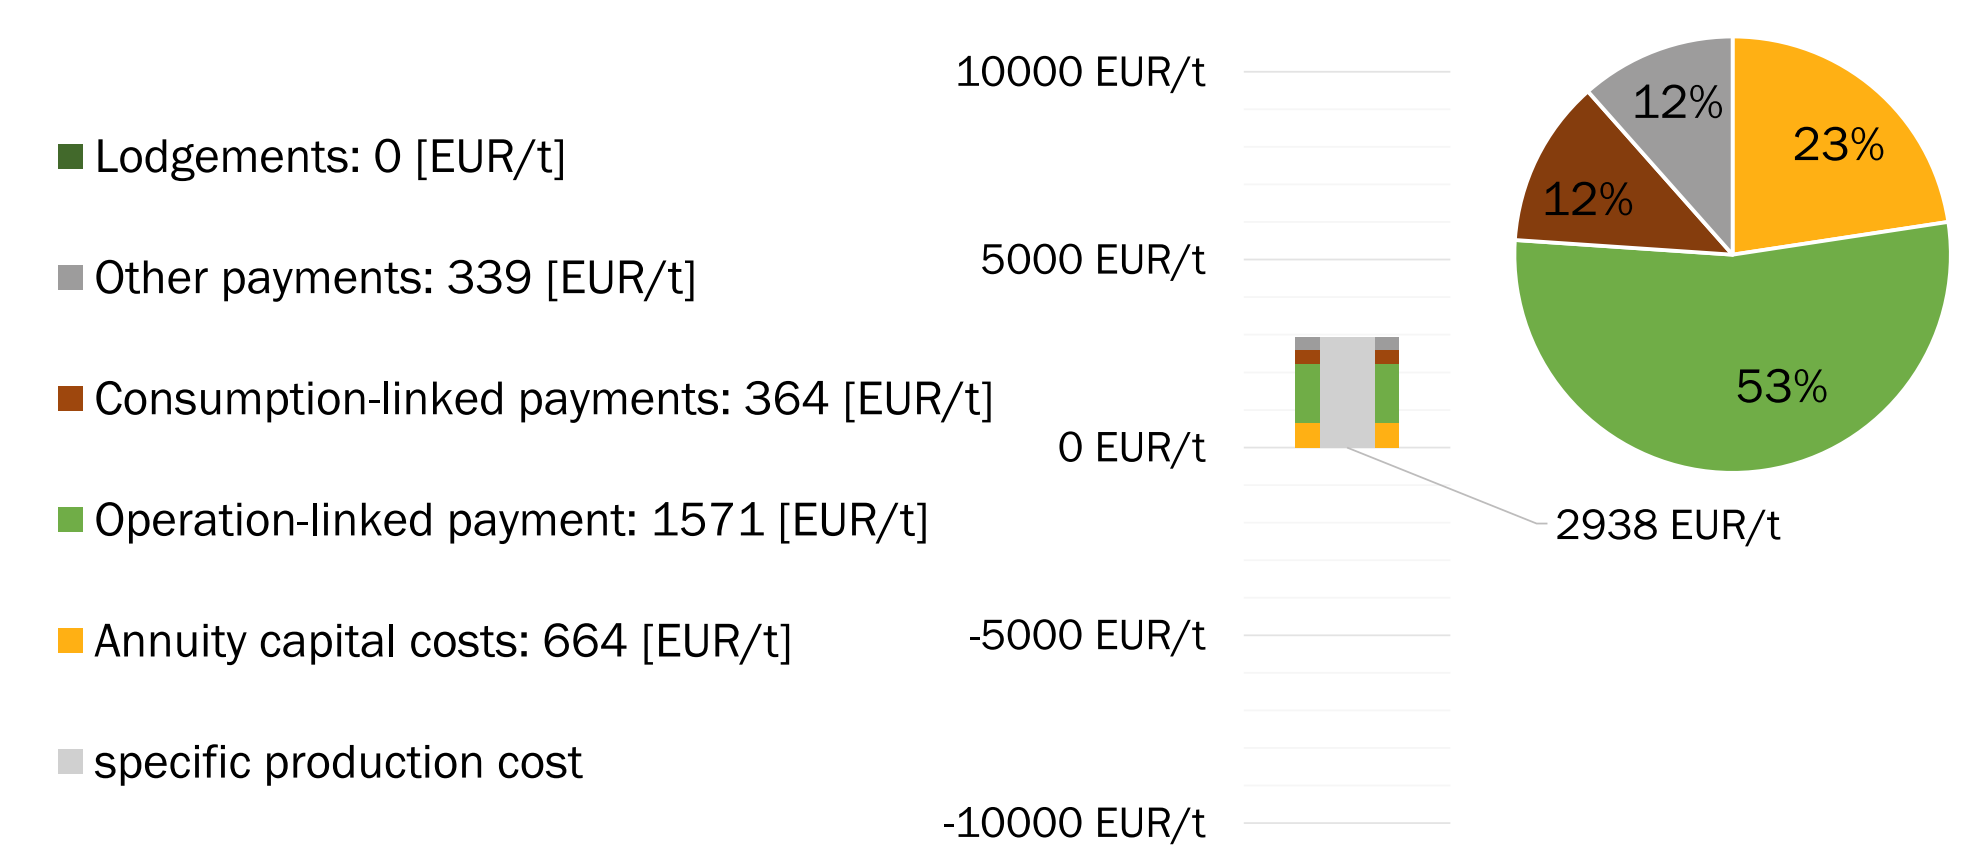 Lodgements: 0 [EUR/t]
Other payments: 339 [EUR/t]
Consumption-linked payments: 364 [EUR/t]
Operation-linked payment: 1571 [EUR/t]
Annuity capital costs: 664 [EUR/t]
specific production cost
10000 EUR/t
5000 EUR/t
0 EUR/t
-5000 EUR/t
-10000 EUR/t
2938 EUR/t
12%
23%
12%
53%